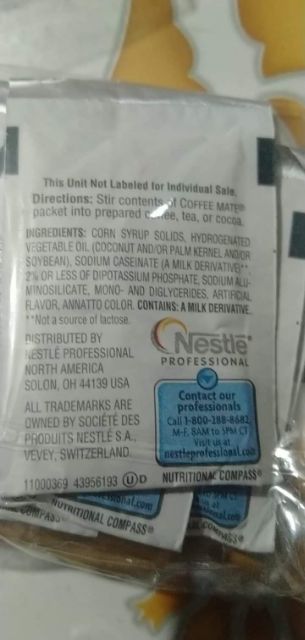 This Unit Not Labeled for Individual Sale.
Directions: Stir contents of COFFEE MATE®
packet into prepared coffee, tea, or cocoa.
INGREDIENTS: CORN SYRUP SOLIDS, HYDROGENATED
VEGETABLE OIL (COCONUT AND/OR PALM KERNEL AND/OR
SOYBEAN), SODIUM CASEINATE (A MILK DERIVATIVE)**,
2% OR LESS OF DIPOTASSIUM PHOSPHATE, SODIUM ALU-
MINOSILICATE, MONO- AND DIGLYCERIDES, ARTIFICIAL
FLAVOR, ANNATTO COLOR. CONTAINS: A MILK DERIVATIVE.
**Not a source of lactose.
DISTRIBUTED BY
NESTLÉ PROFESSIONAL
NORTH AMERICA
SOLON, OH 44139 USA
ALL TRADEMARKS ARE
OWNED BY SOCIÉTÉ DES
PRODUITS NESTLÉ S.A.,
VEVEY, SWITZERLAND.
11000369 43956193 U D
Nestlé®
PROFESSIONAL
Contact our
professionals
Call 1-800-288-8682
M-F, 8AM to 5PM CT
Visit us at
nestleprofessional.com
NUTRITIONAL COMPASS®
NUTRITIONAL COMPASS®
COMPASS®